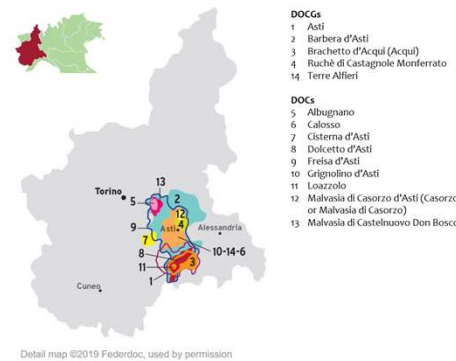 DOCGs
1 Asti
2 Barbera d'Asti
3 Brachetto d'Acqui (Acqui)
4 Ruchè di Castagnole Monferrato
14 Terre Alfieri
DOCs
5 Albugnano
6 Calosso
7 Cisterna d'Asti
8 Dolcetto d'Asti
9 Freisa d'Asti
10 Grignolino d'Asti
11 Loazzolo
12 Malvasia di Casorzo d'Asti (Casorzo
or Malvasia di Casorzo)
13 Malvasia di Castelnuovo Don Bosco
13
Torino
5
2
12
9
4
Asti
Alessandria
7
10-14-6
8
11
3
1
Cuneo
Detail map ©2019 Federdoc, used by permission